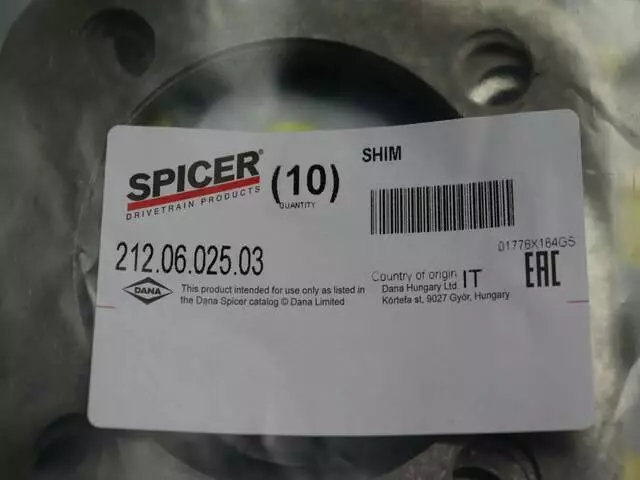 SPICER®
DRIVETRAIN PRODUCTS
(10)
QUANTITY
SHIM
01776X164GS
212.06.025.03
DANA
This product intended for use only as listed in
the Dana Spicer catalog © Dana Limited
Country of origin IT
Dana Hungary Ltd.
Körtefa st, 9027 Győr, Hungary
EAC